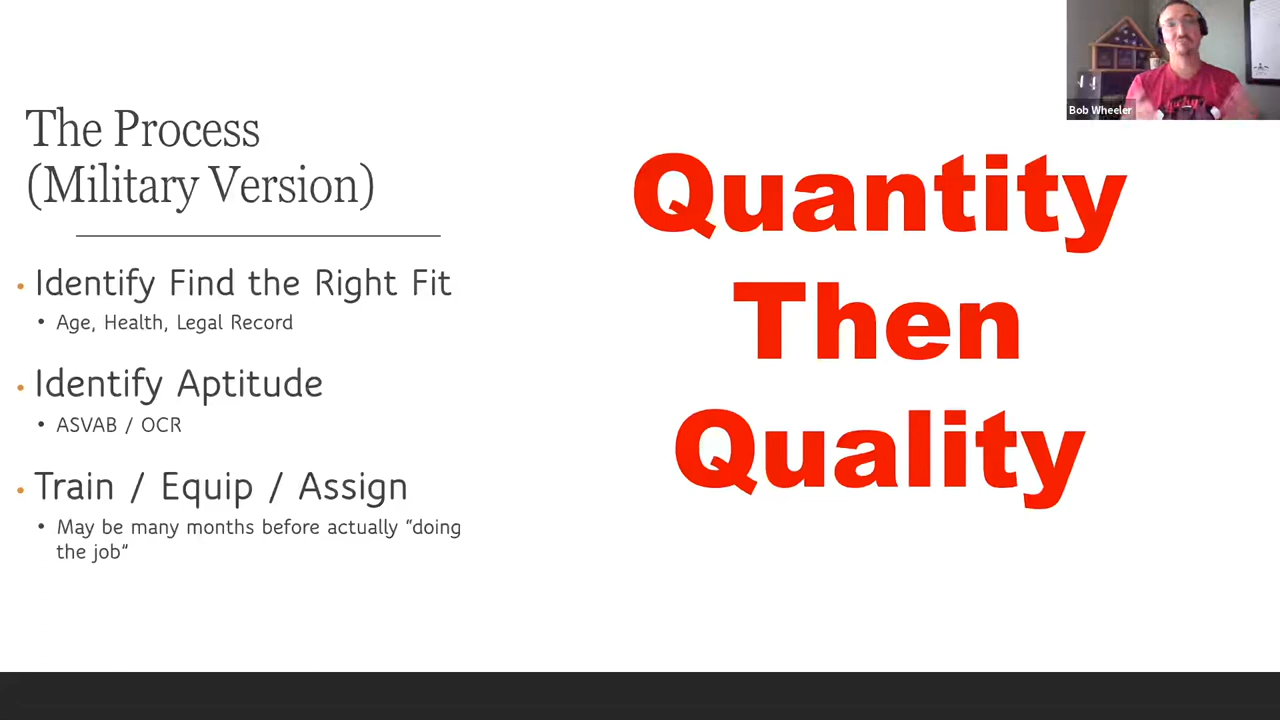 The Process
(Military Version)
• Identify Find the Right Fit
• Age, Health, Legal Record
• Identify Aptitude
• ASVAB / OCR
• Train / Equip / Assign
• May be many months before actually “doing
the job”
Quantity
Then
Quality
Bob Wheeler